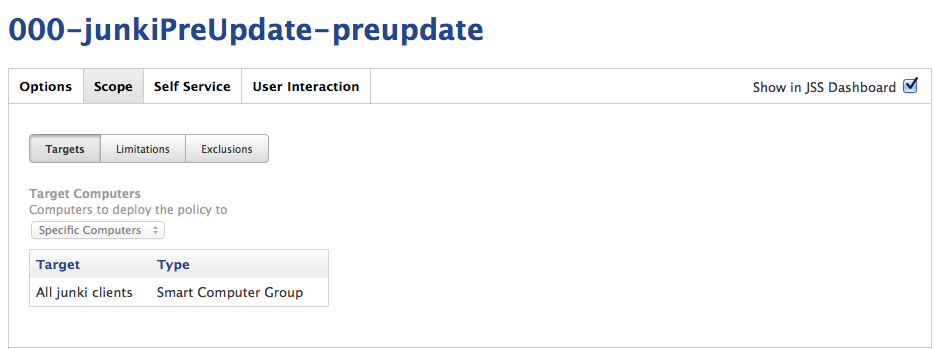 000-junkiPreUpdate-preupdate
Options Scope Self Service User Interaction Show in JSS Dashboard
Targets Limitations Exclusions
Target Computers
Computers to deploy the policy to
Specific Computers
Target Type
All junki clients Smart Computer Group